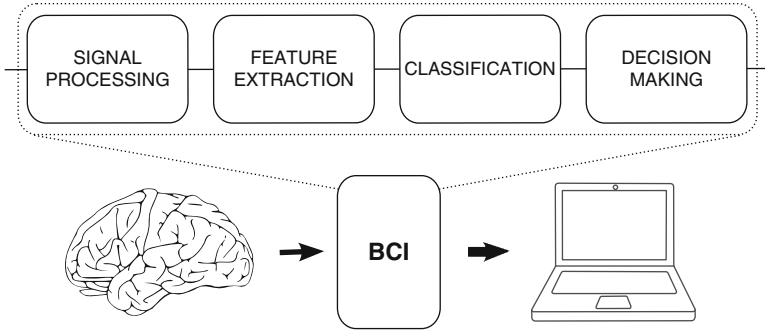 SIGNAL
PROCESSING
FEATURE
EXTRACTION
CLASSIFICATION
DECISION
MAKING
BCI